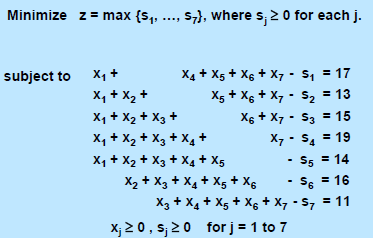 Minimize z = max {s₁, ..., s₇}, where sⱼ ≥ 0 for each j.
subject to x₁ + x₄ + x₅ + x₆ + x₇ - s₁ = 17
x₁ + x₂ + x₅ + x₆ + x₇ - s₂ = 13
x₁ + x₂ + x₃ + x₆ + x₇ - s₃ = 15
x₁ + x₂ + x₃ + x₄ + x₇ - s₄ = 19
x₁ + x₂ + x₃ + x₄ + x₅ - s₅ = 14
x₂ + x₃ + x₄ + x₅ + x₆ - s₆ = 16
x₃ + x₄ + x₅ + x₆ + x₇ - s₇ = 11
xⱼ ≥ 0 , sⱼ ≥ 0 for j = 1 to 7